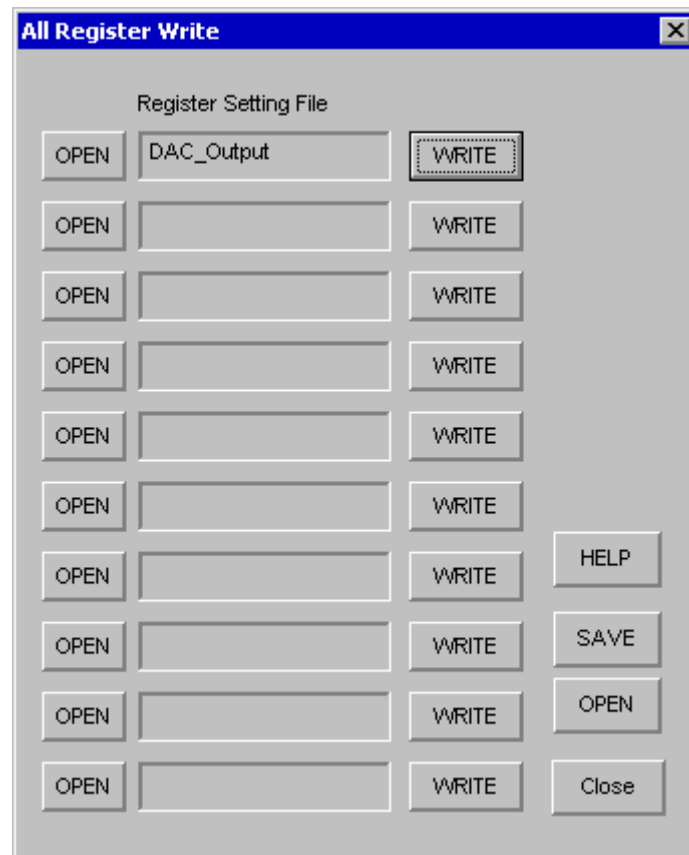 All Register Write
Register Setting File
OPEN DAC_Output WRITE
OPEN WRITE
OPEN WRITE
OPEN WRITE
OPEN WRITE
OPEN WRITE
HELP
OPEN WRITE
SAVE
OPEN WRITE
OPEN
OPEN WRITE
OPEN WRITE Close